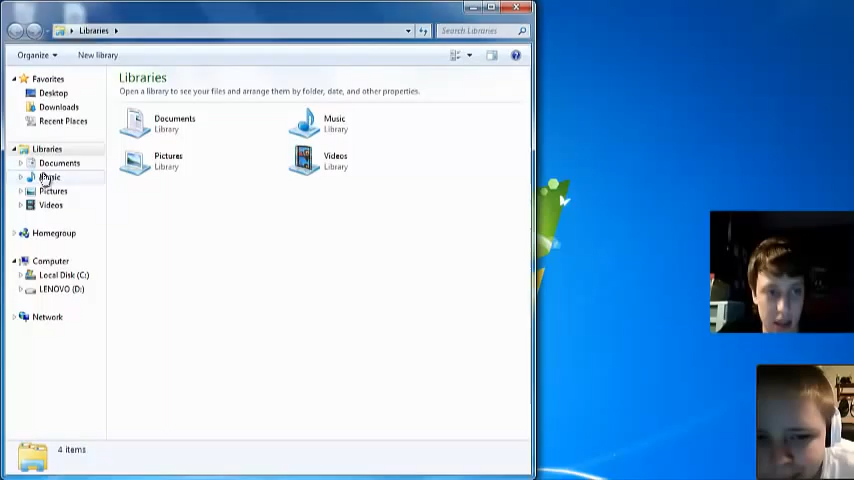 Libraries
Search Libraries
Organize
New library
Favorites
Desktop
Downloads
Recent Places
Libraries
Documents
Music
Pictures
Videos
Homegroup
Computer
Local Disk (C:)
LENOVO (D:)
Network
Libraries
Open a library to see your files and arrange them by folder, date, and other properties.
Documents
Library
Music
Library
Pictures
Library
Videos
Library
4 items